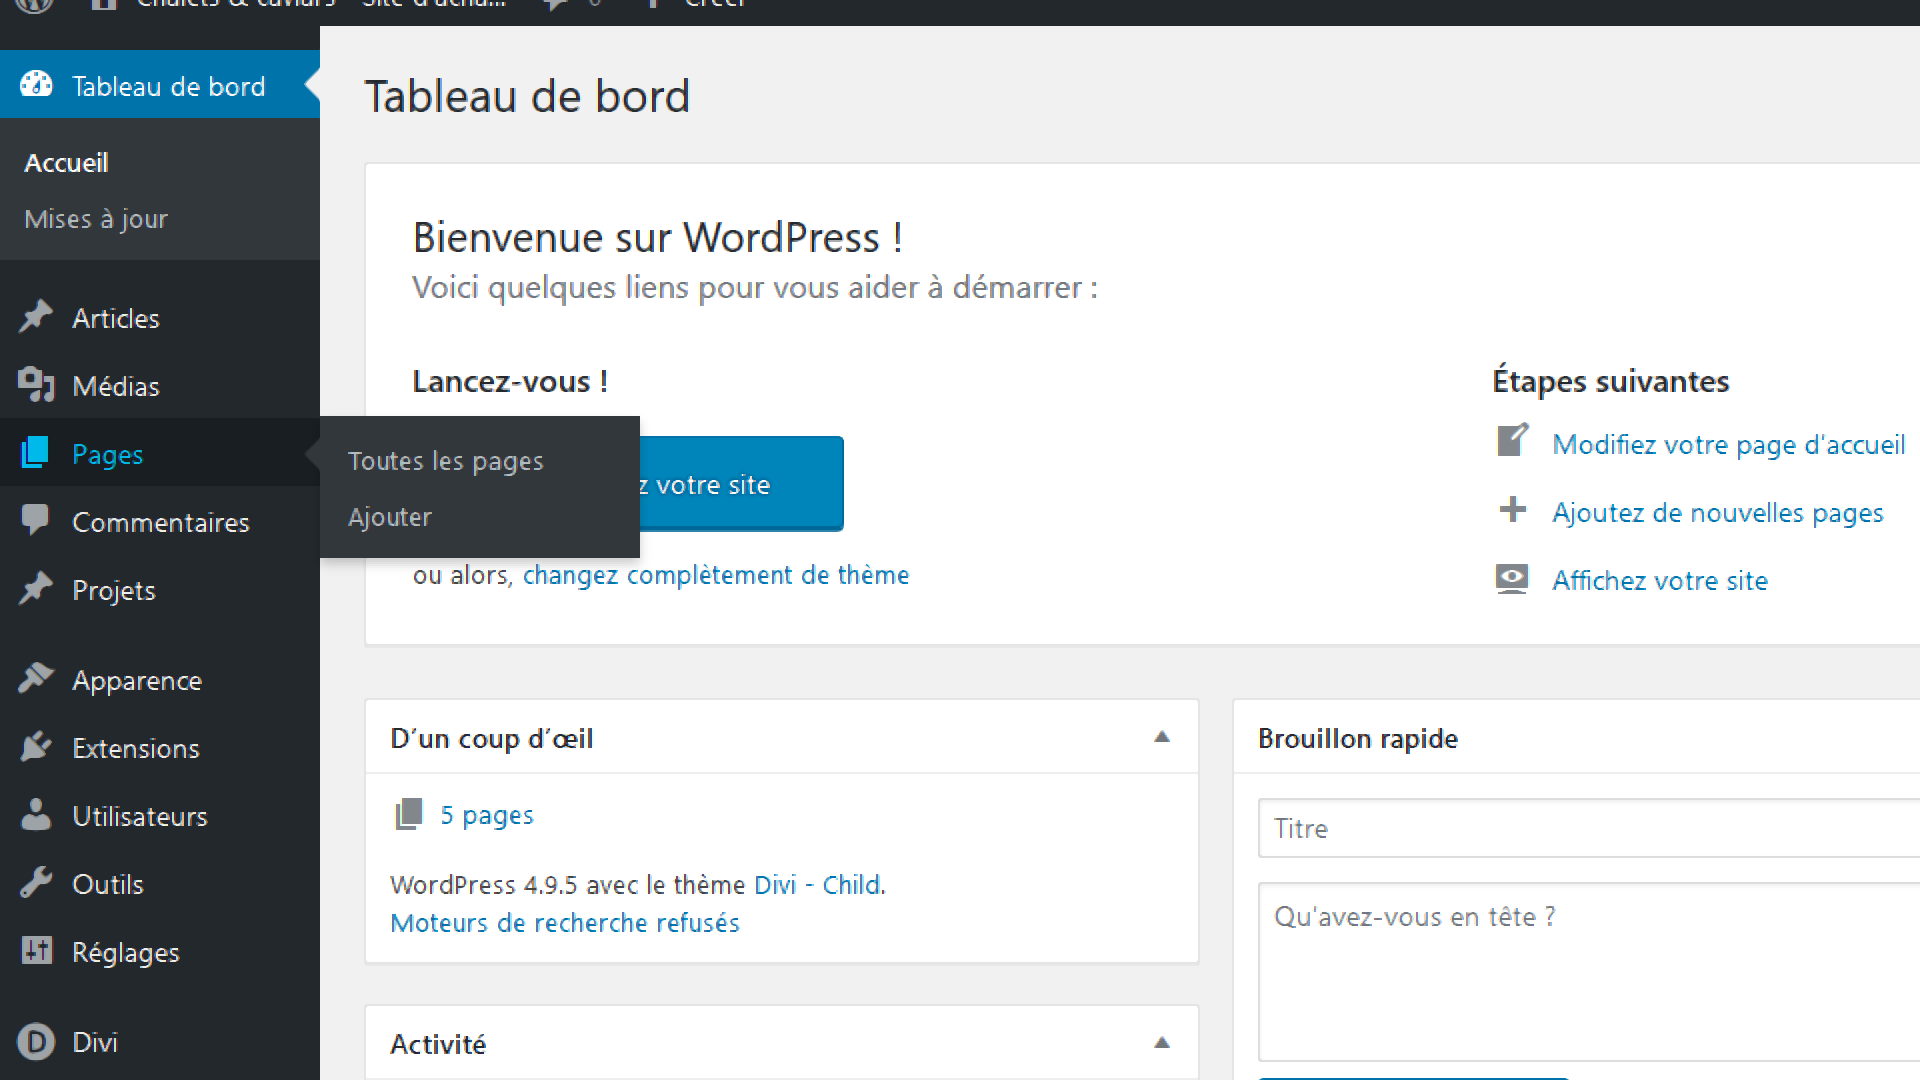 Chalets & caviars - Site d'acha... 0 + Créer
Tableau de bord
Accueil
Mises à jour
Articles
Médias
Pages
Commentaires
Projets
Apparence
Extensions
Utilisateurs
Outils
Réglages
Divi
Toutes les pages
Ajouter
Tableau de bord
Bienvenue sur WordPress !
Voici quelques liens pour vous aider à démarrer :
Lancez-vous !
votre site
ou alors, changez complètement de thème
Étapes suivantes
Modifiez votre page d'accueil
Ajoutez de nouvelles pages
Affichez votre site
D’un coup d’œil
5 pages
WordPress 4.9.5 avec le thème Divi - Child.
Moteurs de recherche refusés
Activité
Brouillon rapide
Titre
Qu'avez-vous en tête ?